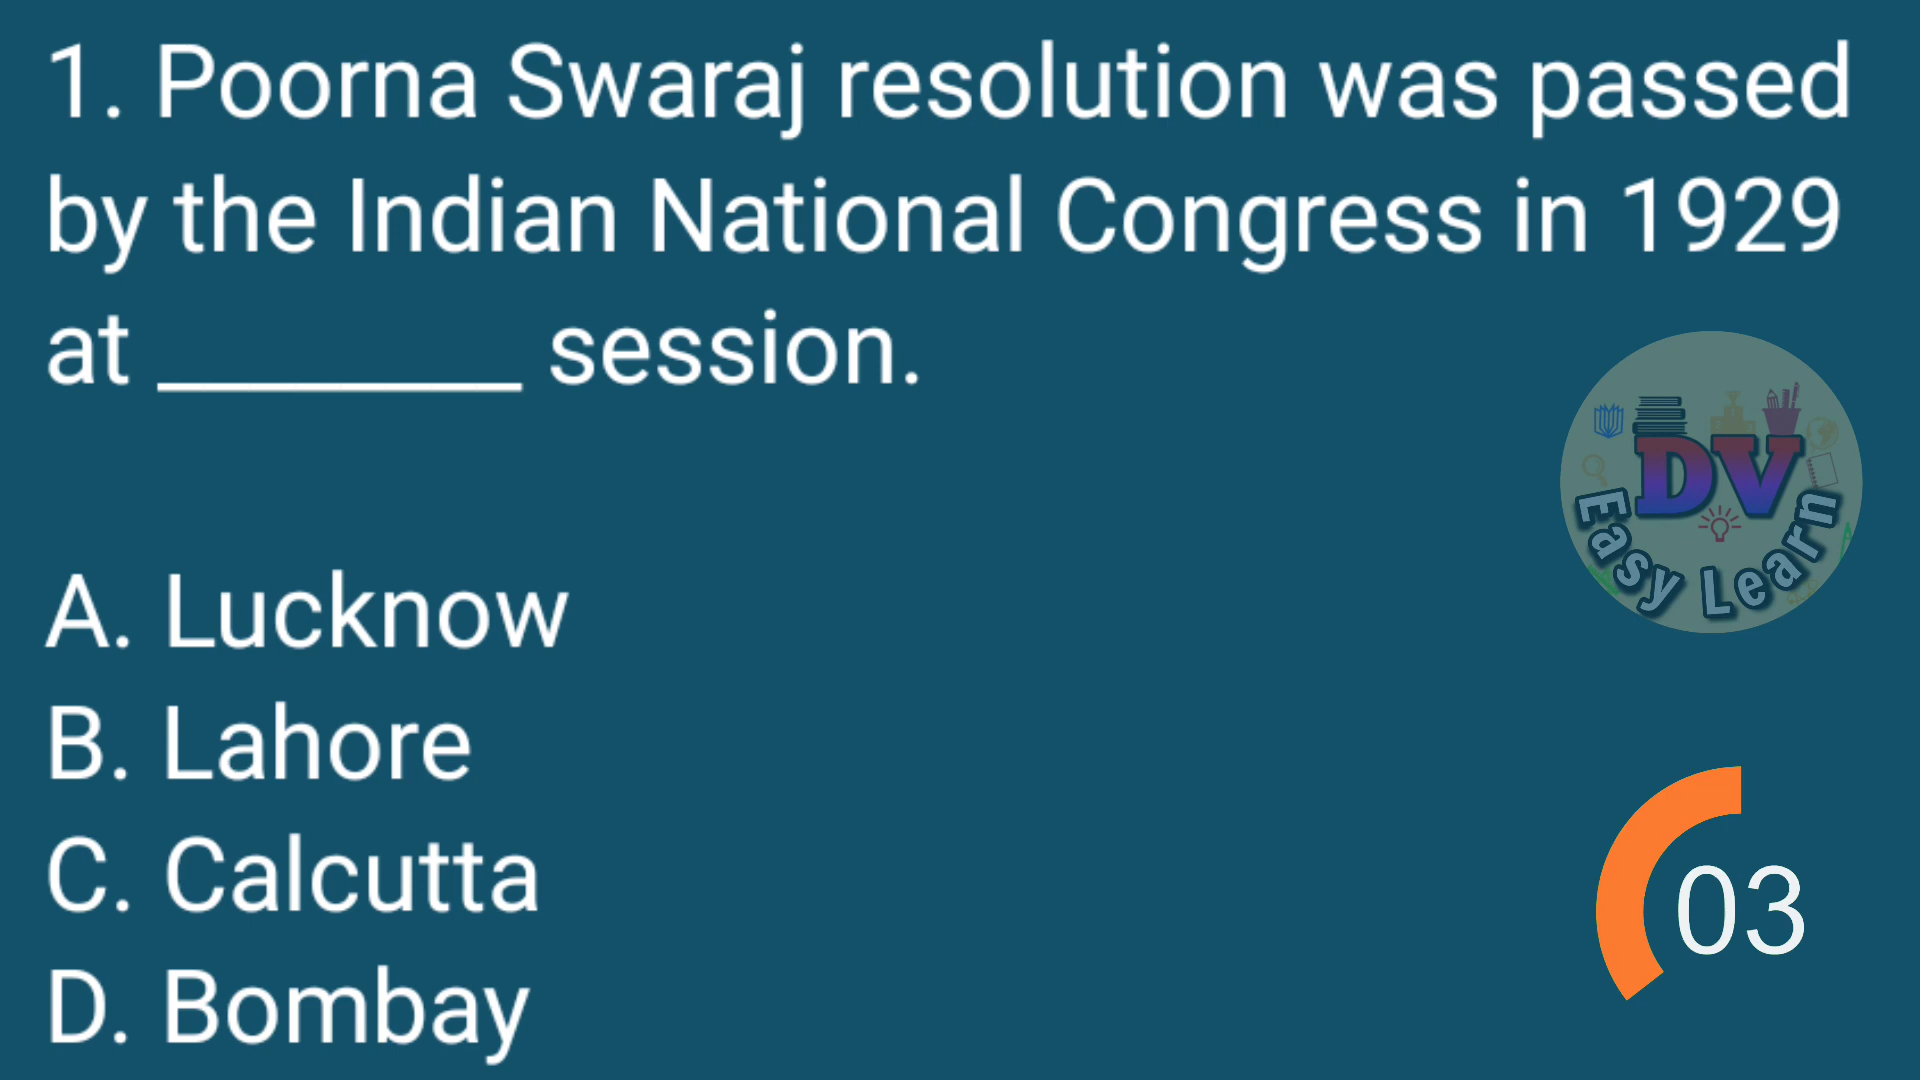 1. Poorna Swaraj resolution was passed
by the Indian National Congress in 1929
at ________ session.
DV
Easy Learn
A. Lucknow
B. Lahore
C. Calcutta
D. Bombay
03